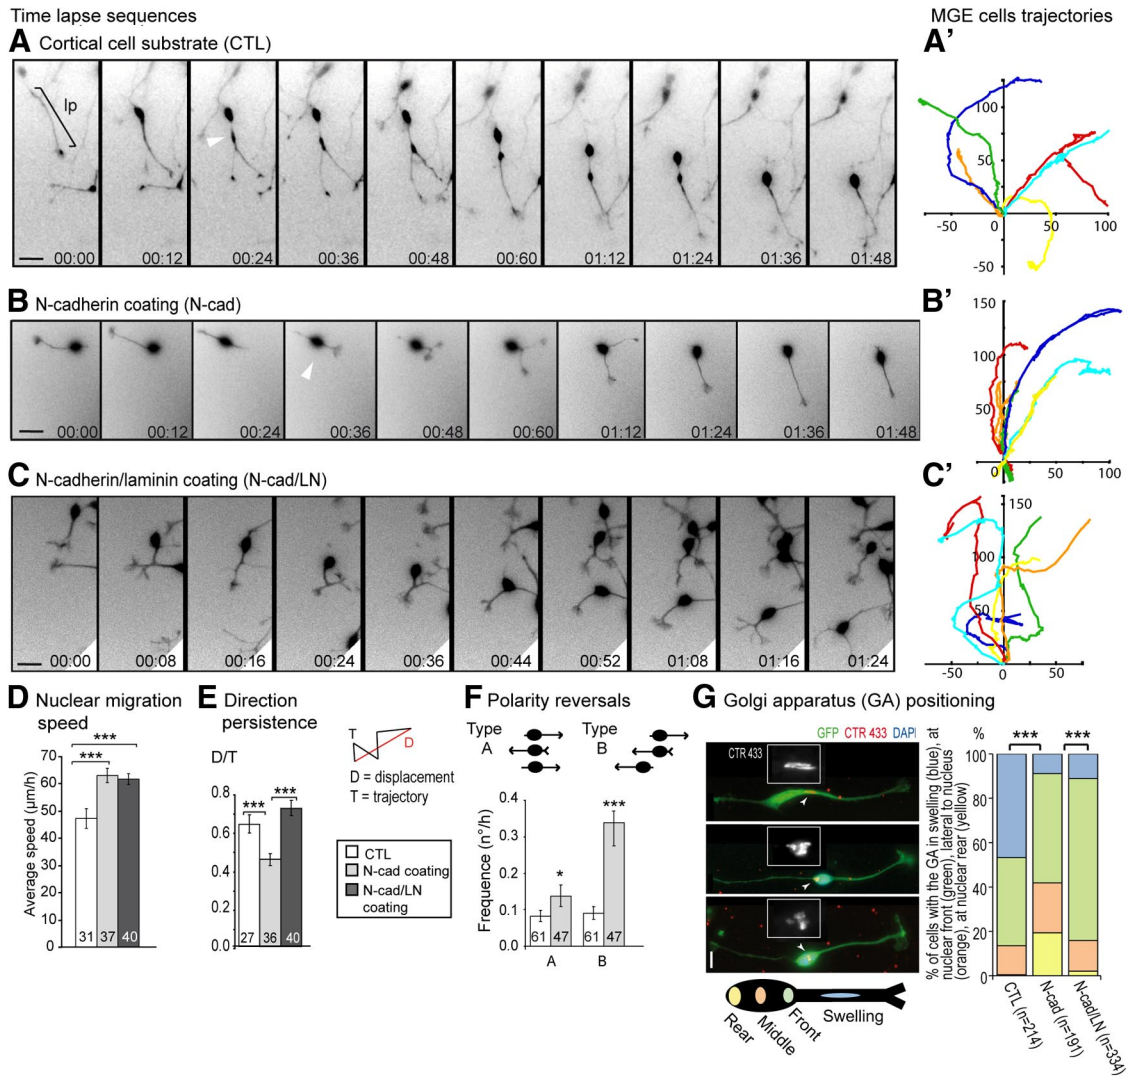 Time lapse sequences
MGE cells trajectories
A Cortical cell substrate (CTL)
A’
lp
00:00 00:12 00:24 00:36 00:48 00:60 01:12 01:24 01:36 01:48
100
50
-50 0 50 100
-50
B N-cadherin coating (N-cad)
B’
00:00 00:12 00:24 00:36 00:48 00:60 01:12 01:24 01:36 01:48
150
100
50
0 50 100
C N-cadherin/laminin coating (N-cad/LN)
C’
00:00 00:08 00:16 00:24 00:36 00:44 00:52 01:08 01:16 01:24
150
100
50
-50 0 50
D Nuclear migration
speed
***
***
Average speed (µm/h)
70
60
50
40
30
20
10
0
31 37 40
E Direction
persistence
D/T
*** ***
0.8
0.6
0.4
0.2
0.0
27 36 40
T
D
D = displacement
T = trajectory
CTL
N-cad coating
N-cad/LN
coating
F Polarity reversals
Type
A
Type
B
Frequence (n°/h)
0.4
0.3
0.2
0.1
0.0
*
***
61 47 61 47
A B
G Golgi apparatus (GA) positioning
GFP CTR 433 DAPI
CTR 433
Rear
Middle
Front
Swelling
% of cells with the GA in swelling (blue), at
nuclear front (green), lateral to nucleus
(orange), at nuclear rear (yelllow)
%
*** ***
100
80
60
40
20
0
CTL (n=214)
N-cad (n=191)
N-cad/LN (n=334)